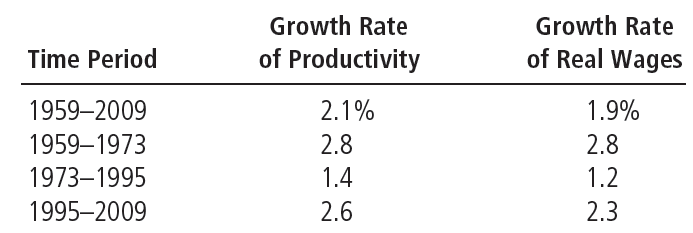 Growth Rate Growth Rate
Time Period of Productivity of Real Wages
1959–2009 2.1% 1.9%
1959–1973 2.8 2.8
1973–1995 1.4 1.2
1995–2009 2.6 2.3